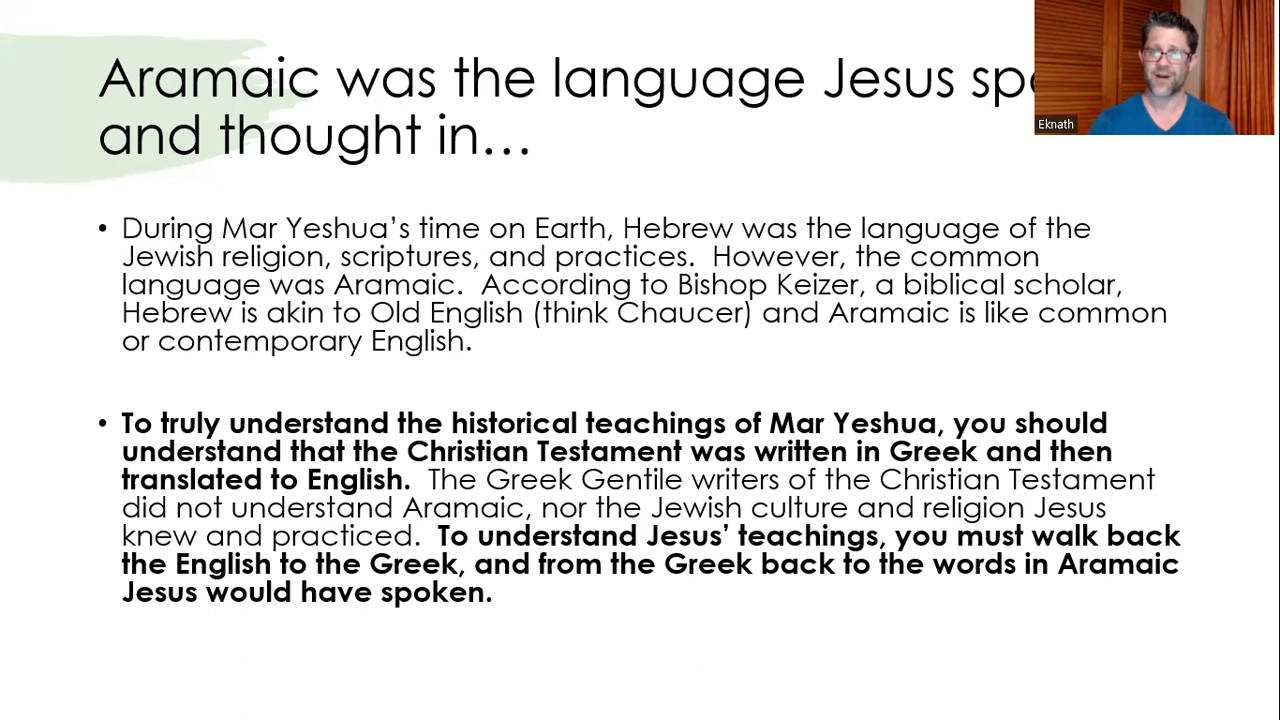 Aramaic was the language Jesus
and thought in…
Eknath
• During Mar Yeshua’s time on Earth, Hebrew was the language of the
Jewish religion, scriptures, and practices.  However, the common
language was Aramaic.  According to Bishop Keizer, a biblical scholar,
Hebrew is akin to Old English (think Chaucer) and Aramaic is like common
or contemporary English.
• To truly understand the historical teachings of Mar Yeshua, you should
understand that the Christian Testament was written in Greek and then
translated to English.  The Greek Gentile writers of the Christian Testament
did not understand Aramaic, nor the Jewish culture and religion Jesus
knew and practiced.  To understand Jesus’ teachings, you must walk back
the English to the Greek, and from the Greek back to the words in Aramaic
Jesus would have spoken.